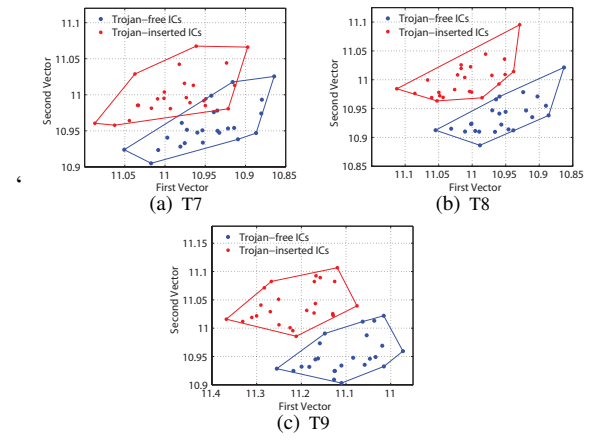 Trojan−free ICs
Trojan−inserted ICs
11.1
11.05
11
10.95
10.9
Second Vector
11.05 11 10.95 10.9 10.85
First Vector
(a) T7
Trojan−free ICs
Trojan−inserted ICs
11.1
11.05
11
10.95
10.9
10.85
Second Vector
11.1 11.05 11 10.95 10.9 10.85
First Vector
(b) T8
‘
Trojan−free ICs
Trojan−inserted ICs
11.15
11.1
11.05
11
10.95
10.9
Second Vector
11.4 11.3 11.2 11.1 11
First Vector
(c) T9